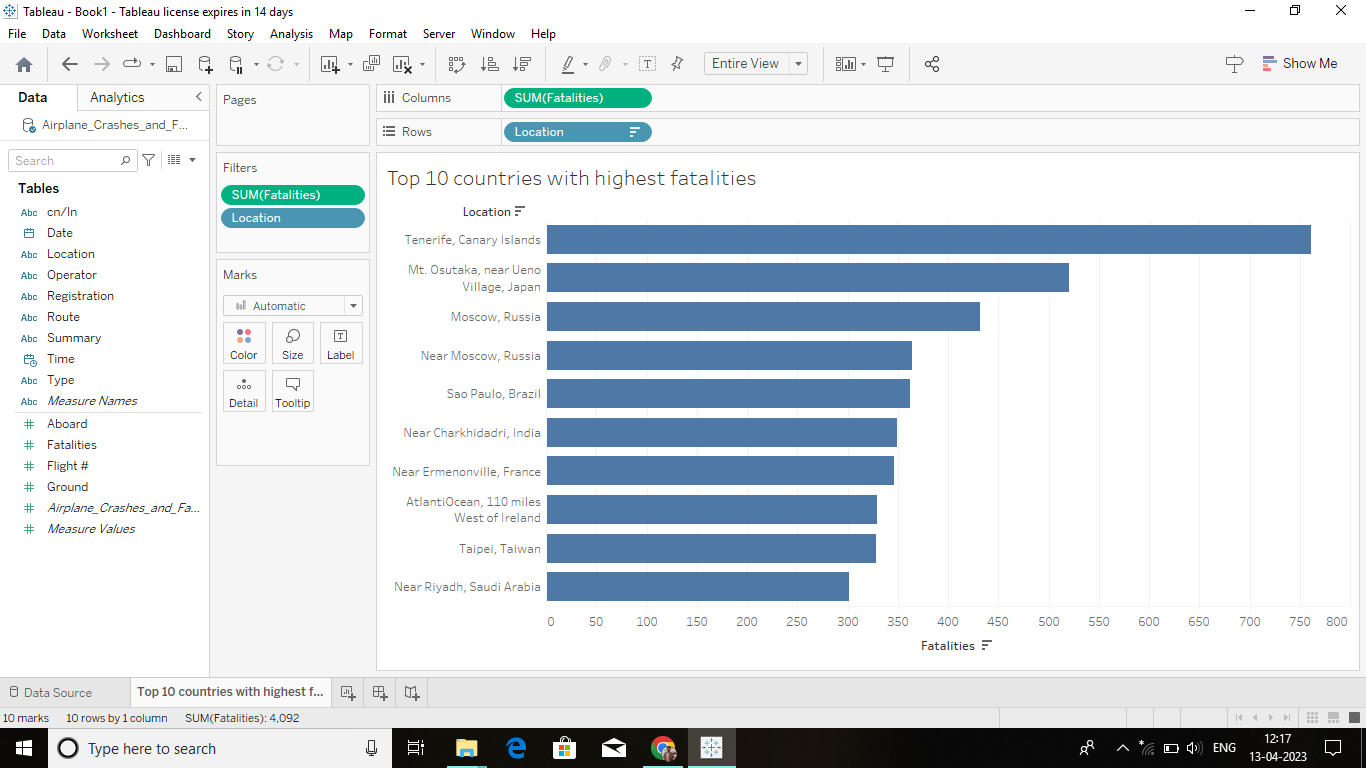 Tableau - Book1 - Tableau license expires in 14 days
File Data Worksheet Dashboard Story Analysis Map Format Server Window Help
Entire View
Show Me
Data Analytics
Airplane_Crashes_and_F...
Search
Tables
Abc cn/In
Date
Abc Location
Abc Operator
Abc Registration
Abc Route
Abc Summary
Time
Abc Type
Abc Measure Names
# Aboard
# Fatalities
# Flight #
# Ground
# Airplane_Crashes_and_Fa...
# Measure Values
Pages
Filters
SUM(Fatalities)
Location
Marks
Automatic
Color Size Label
Detail Tooltip
Columns SUM(Fatalities)
Rows Location
Top 10 countries with highest fatalities
Location
Tenerife, Canary Islands
Mt. Osutaka, near Ueno
Village, Japan
Moscow, Russia
Near Moscow, Russia
Sao Paulo, Brazil
Near Charkhidadri, India
Near Ermenonville, France
AtlantiOcean, 110 miles
West of Ireland
Taipei, Taiwan
Near Riyadh, Saudi Arabia
0 50 100 150 200 250 300 350 400 450 500 550 600 650 700 750 800
Fatalities
Data Source Top 10 countries with highest f...
10 marks 10 rows by 1 column SUM(Fatalities): 4,092
Type here to search
ENG
12:17
13-04-2023